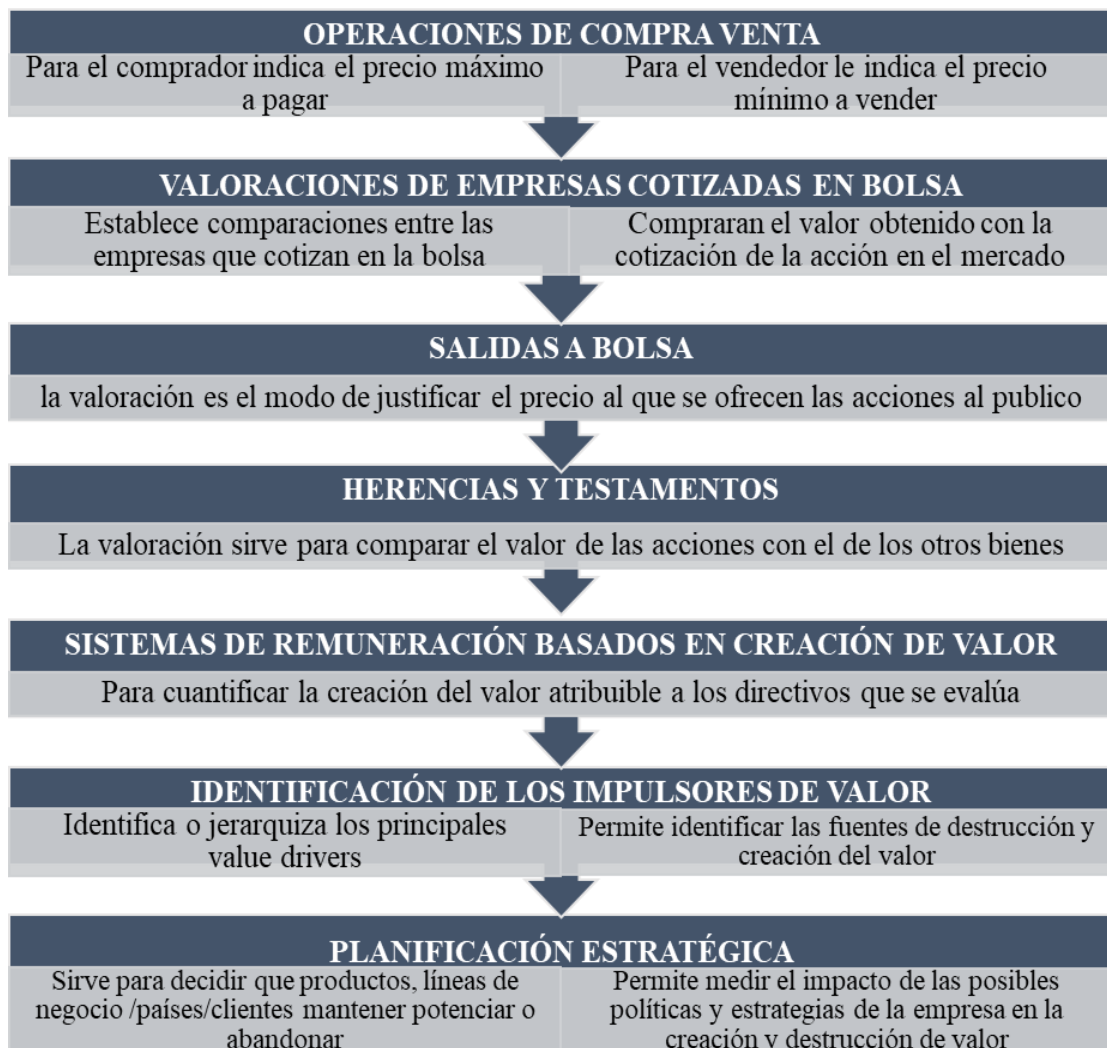 OPERACIONES DE COMPRA VENTA
Para el comprador indica el precio máximo
a pagar
Para el vendedor le indica el precio
mínimo a vender
VALORACIONES DE EMPRESAS COTIZADAS EN BOLSA
Establece comparaciones entre las
empresas que cotizan en la bolsa
Compraran el valor obtenido con la
cotización de la acción en el mercado
SALIDAS A BOLSA
la valoración es el modo de justificar el precio al que se ofrecen las acciones al publico
HERENCIAS Y TESTAMENTOS
La valoración sirve para comparar el valor de las acciones con el de los otros bienes
SISTEMAS DE REMUNERACIÓN BASADOS EN CREACIÓN DE VALOR
Para cuantificar la creación del valor atribuible a los directivos que se evalúa
IDENTIFICACIÓN DE LOS IMPULSORES DE VALOR
Identifica o jerarquiza los principales
value drivers
Permite identificar las fuentes de destrucción y
creación del valor
PLANIFICACIÓN ESTRATÉGICA
Sirve para decidir que productos, líneas de
negocio /países/clientes mantener potenciar o
abandonar
Permite medir el impacto de las posibles
políticas y estrategias de la empresa en la
creación y destrucción de valor